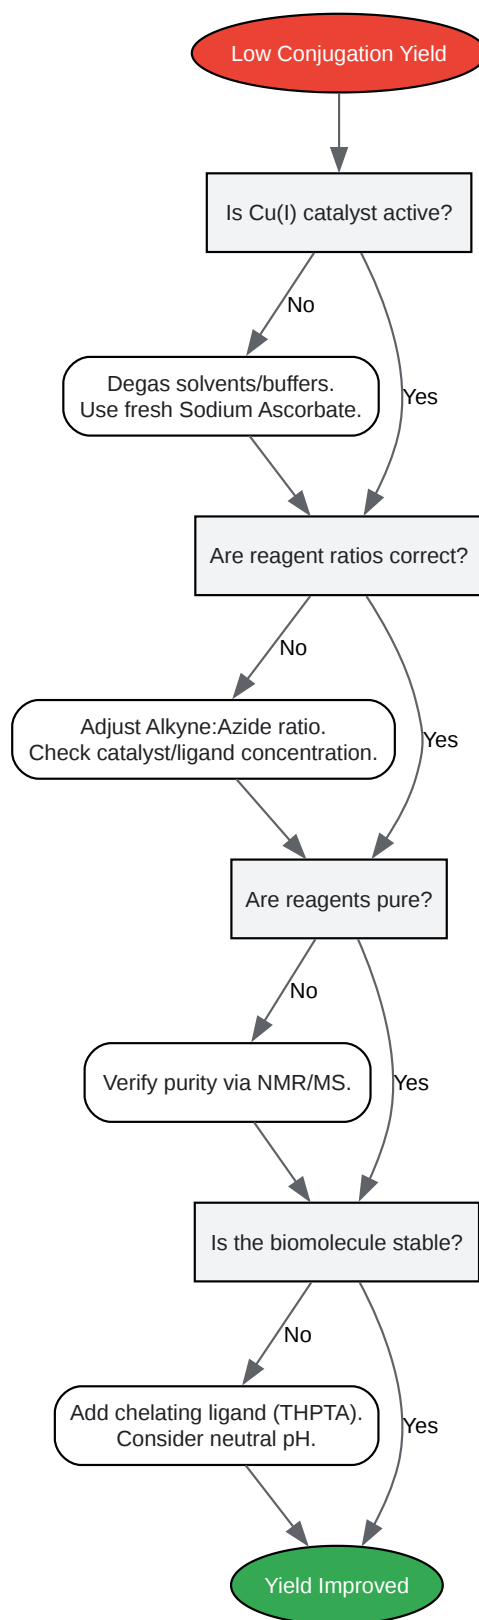 Low Conjugation Yield
Is Cu(I) catalyst active?
No
Degas solvents/buffers.
Use fresh Sodium Ascorbate.
Yes
Are reagent ratios correct?
No
Adjust Alkyne:Azide ratio.
Check catalyst/ligand concentration.
Yes
Are reagents pure?
No
Verify purity via NMR/MS.
Yes
Is the biomolecule stable?
No
Add chelating ligand (THPTA).
Consider neutral pH.
Yes
Yield Improved